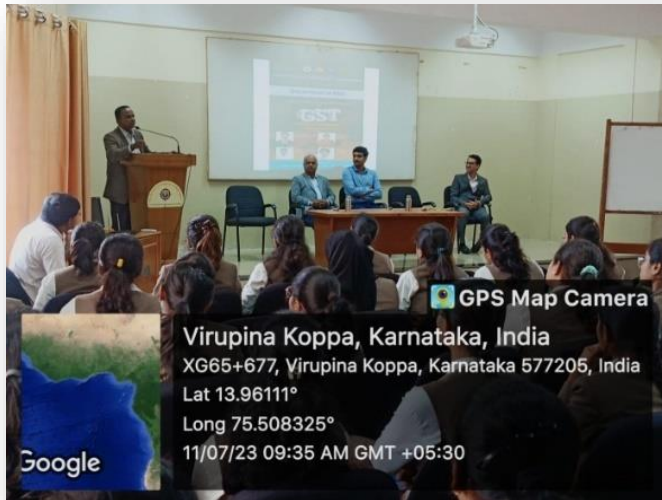 GST
GPS Map Camera
Virupina Koppa, Karnataka, India
XG65+677, Virupina Koppa, Karnataka 577205, India
Lat 13.96111°
Long 75.508325°
11/07/23 09:35 AM GMT +05:30
Google